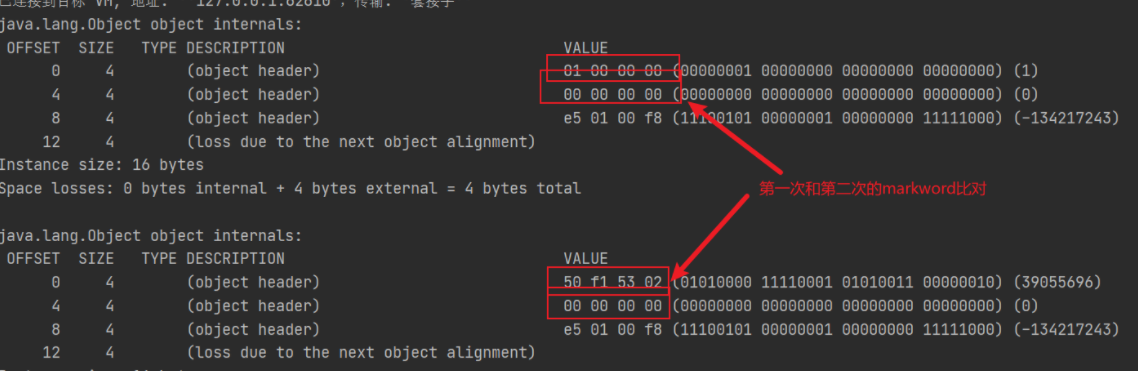 已连接到目标 VM, 地址: ''127.0.0.1:62810', 传输: '套接字'
java.lang.Object object internals:
OFFSET SIZE TYPE DESCRIPTION VALUE
0 4 (object header) 01 00 00 00 (00000001 00000000 00000000 00000000) (1)
4 4 (object header) 00 00 00 00 (00000000 00000000 00000000 00000000) (0)
8 4 (object header) e5 01 00 f8 (11100101 00000001 00000000 11111000) (-134217243)
12 4 (loss due to the next object alignment)
Instance size: 16 bytes
Space losses: 0 bytes internal + 4 bytes external = 4 bytes total
第一次和第二次的markword比对
java.lang.Object object internals:
OFFSET SIZE TYPE DESCRIPTION VALUE
0 4 (object header) 50 f1 53 02 (01010000 11110001 01010011 00000010) (39055696)
4 4 (object header) 00 00 00 00 (00000000 00000000 00000000 00000000) (0)
8 4 (object header) e5 01 00 f8 (11100101 00000001 00000000 11111000) (-134217243)
12 4 (loss due to the next object alignment)